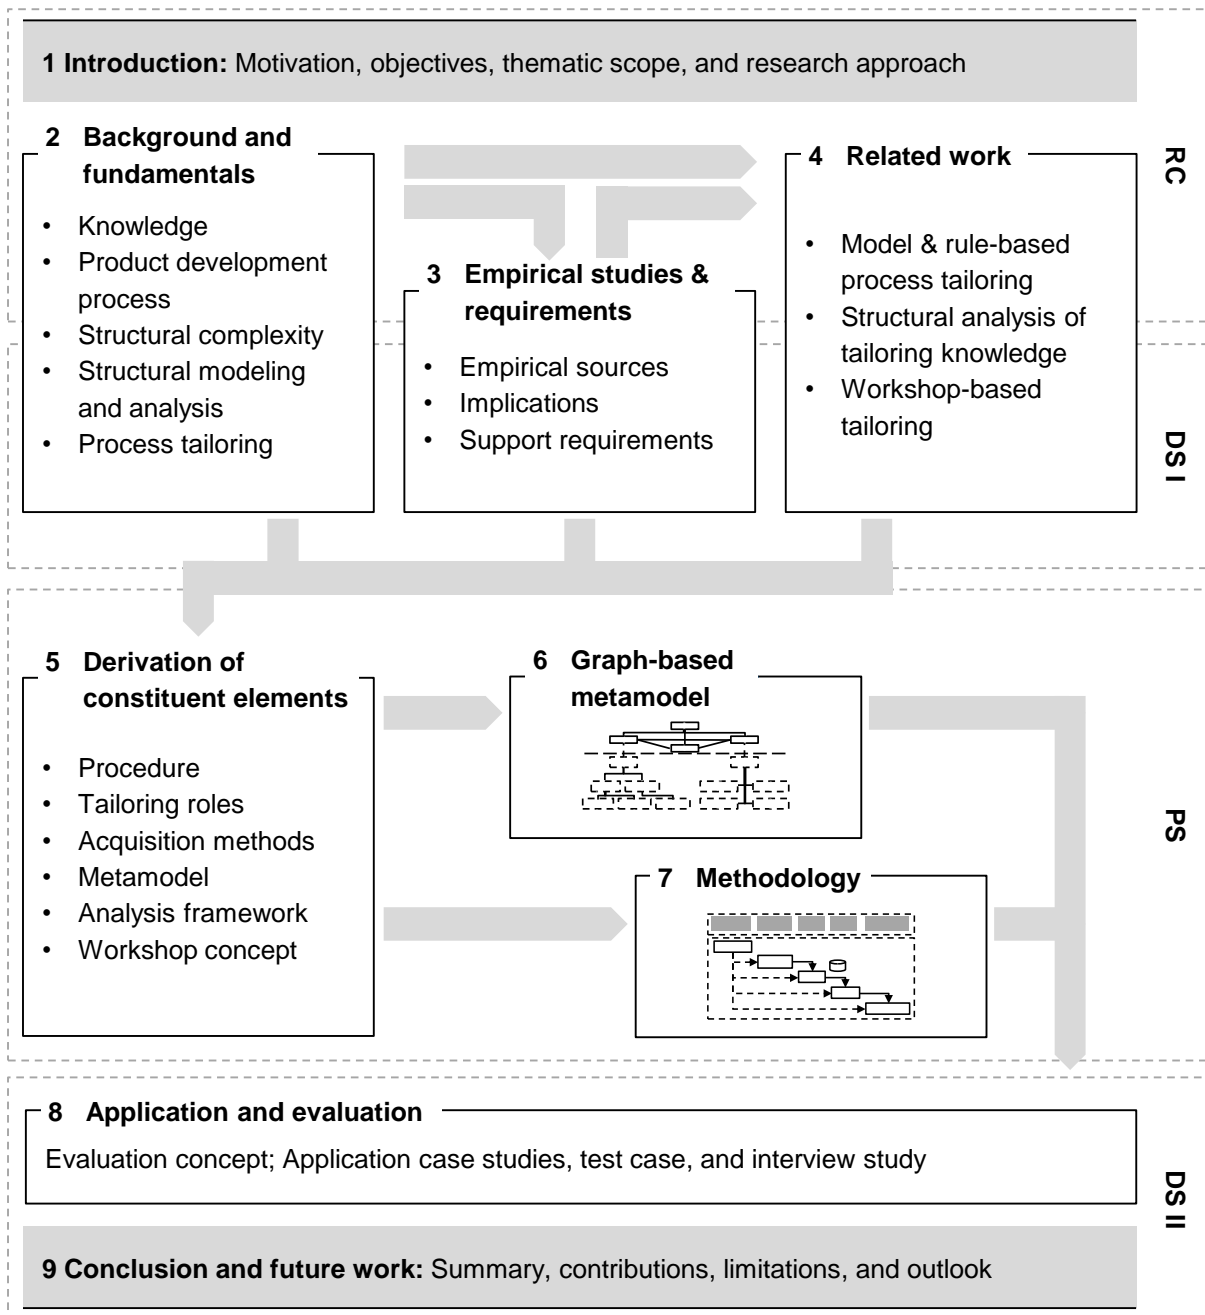 1 Introduction: Motivation, objectives, thematic scope, and research approach
2 Background and
fundamentals
• Knowledge
• Product development
process
• Structural complexity
• Structural modeling
and analysis
• Process tailoring
3 Empirical studies &
requirements
• Empirical sources
• Implications
• Support requirements
4 Related work
• Model & rule-based
process tailoring
• Structural analysis of
tailoring knowledge
• Workshop-based
tailoring
RC
DS I
5 Derivation of
constituent elements
• Procedure
• Tailoring roles
• Acquisition methods
• Metamodel
• Analysis framework
• Workshop concept
6 Graph-based
metamodel
7 Methodology
PS
8 Application and evaluation
Evaluation concept; Application case studies, test case, and interview study
9 Conclusion and future work: Summary, contributions, limitations, and outlook
DS II